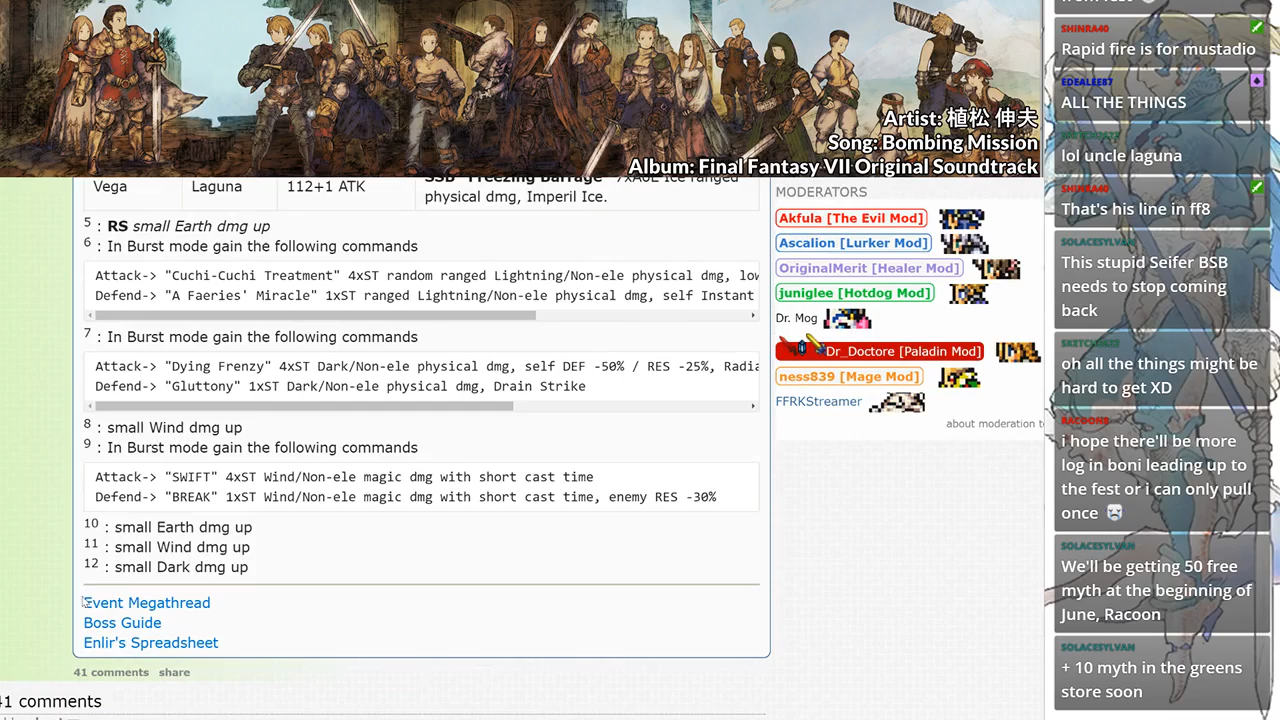 Artist: 植松 伸夫
Song: Bombing Mission
Album: Final Fantasy VII Original Soundtrack
Vega Laguna 112+1 ATK
physical dmg, Imperil Ice.
5 : RS small Earth dmg up
6 : In Burst mode gain the following commands
Attack-> "Cuchi-Cuchi
nt" 4xST random ranged Lightning/Non-ele physical dmg, lo
Defend-> "A Faeries' Miracle" 1xST ranged Lightning/Non-ele physical dmg, self Instant
7 : In Burst mode gain the following commands
Attack-> "Dying Frenzy" 4xST Dark/Non-ele physical dmg, self DEF -50% / RES -25%, Radia
Defend-> "Gluttony" 1xST Dark/Non-ele physical dmg, Drain Strike
8 : small Wind dmg up
9 : In Burst mode gain the following commands
Attack-> "SWIFT" 4xST Wind/Non-ele magic dmg with short cast time
Defend-> "BREAK" 1xST Wind/Non-ele magic dmg with short cast time, enemy RES -30%
10 : small Earth dmg up
11 : small Wind dmg up
12 : small Dark dmg up
Event Megathread
Boss Guide
Enlir's Spreadsheet
41 comments share
41 comments
MODERATORS
Akfula [The Evil Mod]
Ascalion [Lurker Mod]
OriginalMerit [Healer Mod]
juniglee [Hotdog Mod]
Dr. Mog
Dr_Doctore [Paladin Mod]
ness839 [Mage Mod]
FFRKStreamer
about moderation t
SHINRA40
Rapid fire is for mustadio
EDEALEE87
ALL THE THINGS
lol uncle laguna
SHINRA40
That's his line in ff8
SOLACESYLVAN
This stupid Seifer BSB
needs to stop coming
back
oh all the things might be
hard to get XD
i hope there'll be more
log in boni leading up to
the fest or i can only pull
once
SOLACESYLVAN
We'll be getting 50 free
myth at the beginning of
June, Racoon
SOLACESYLVAN
+ 10 myth in the greens
store soon